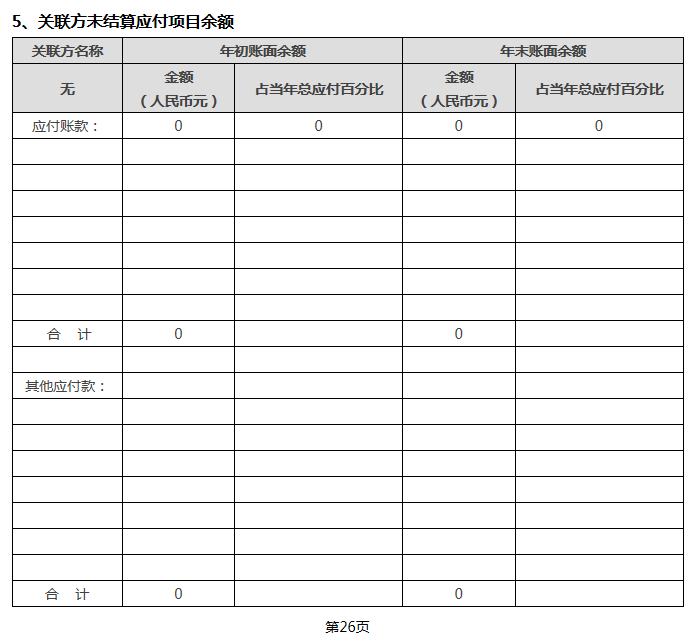 5、关联方未结算应付项目余额
关联方名称 年初账面余额 年末账面余额
无 金额 占当年总应付百分比 金额 占当年总应付百分比
（人民币元） （人民币元）
应付账款： 0 0 0 0
合 计 0 0
其他应付款：
合 计 0 0
第26页